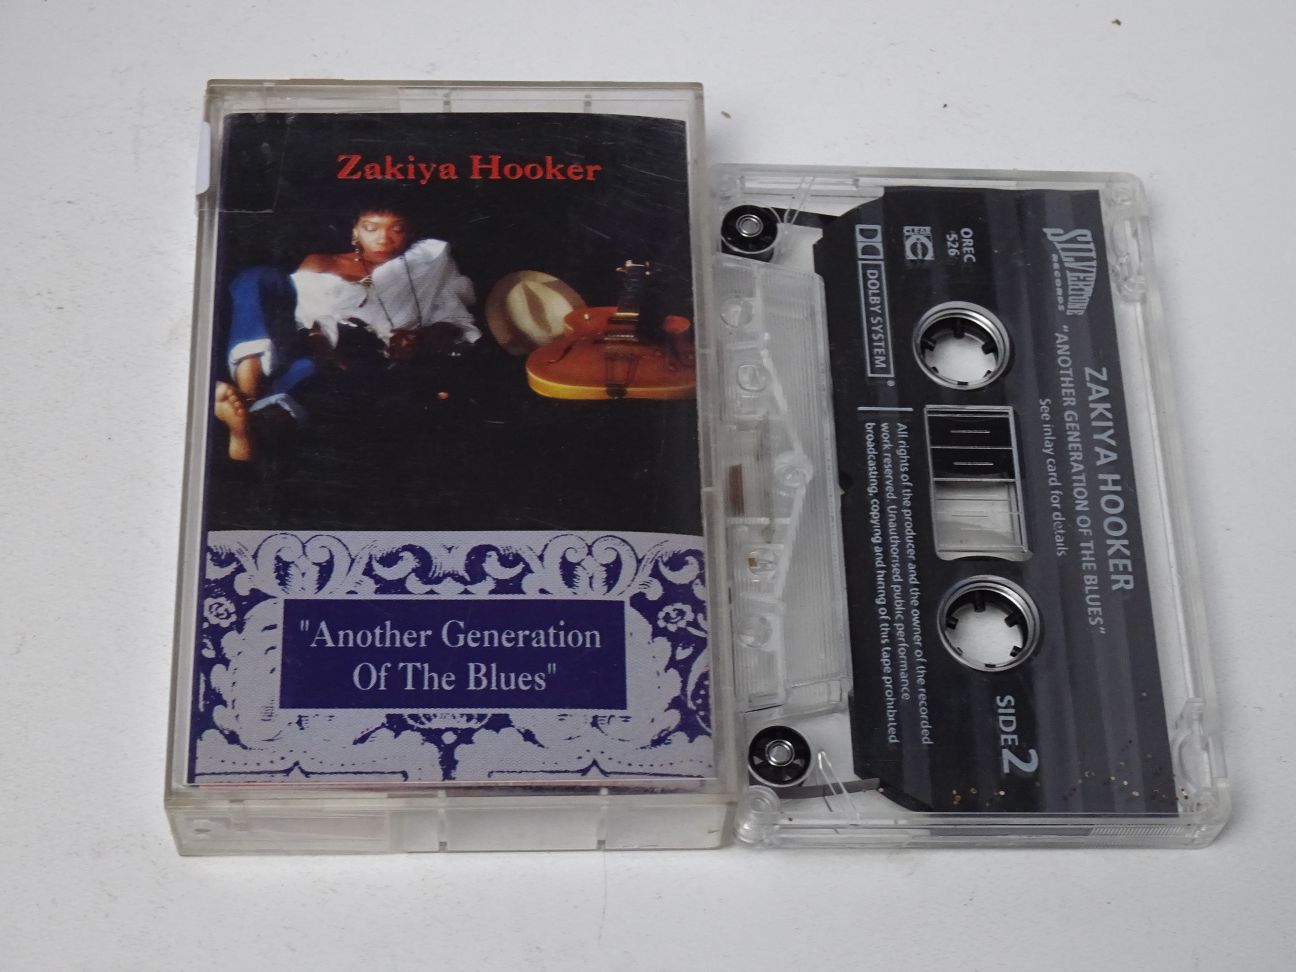 Zakiya Hooker
"Another Generation
Of The Blues"
SILVERTONE
RECORDS
ZAKIYA HOOKER
"ANOTHER GENERATION OF THE BLUES"
See inlay card for details
OREC
526
CLEAR
DOLBY SYSTEM
All rights of the producer and the owner of the recorded
work reserved. Unauthorised public performance
broadcasting, copying and hiring of this tape prohibited
SIDE 2